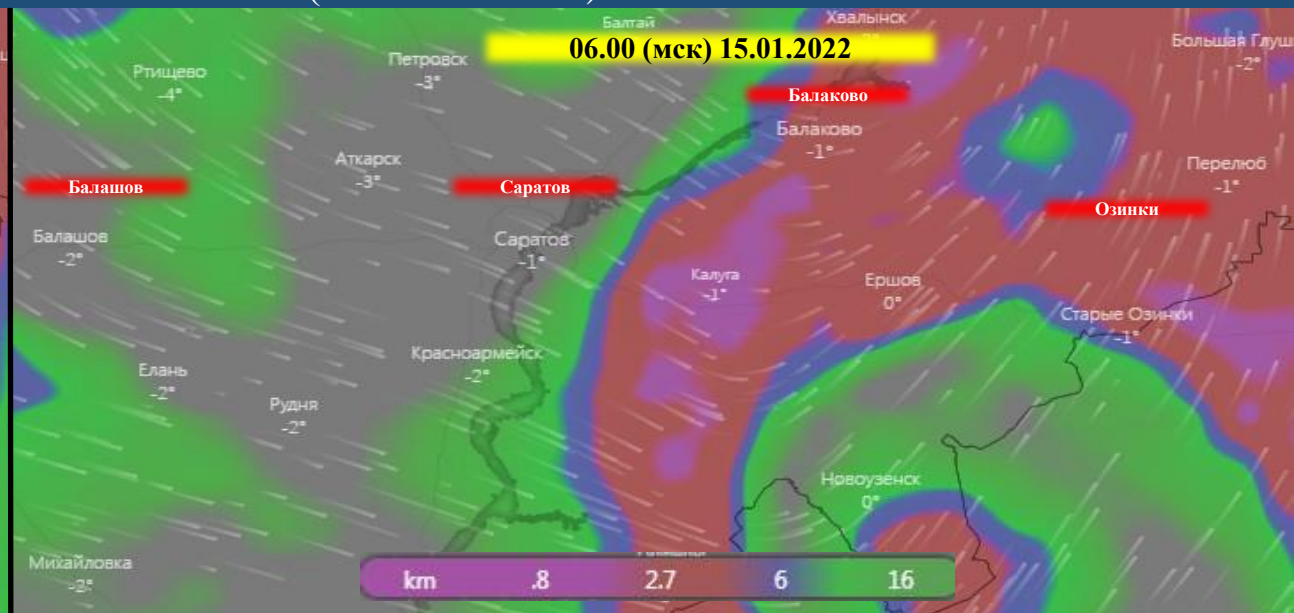 Балтай
Хвалынск
06.00 (мск) 15.01.2022
Большая Глуш
-2°
Петровск
-3°
Ртищево
-4°
Балаково
Балаково
-1°
Аткарск
-3°
Перелюб
-1°
Балашов
Саратов
Озинки
Балашов
-2°
Саратов
-1°
Калуга
-1°
Ершов
0°
Старые Озинки
-1°
Красноармейск
-2°
Елань
-2°
Рудня
-2°
Новоузенск
0°
Михайловка
-2°
km .8 2.7 6 16